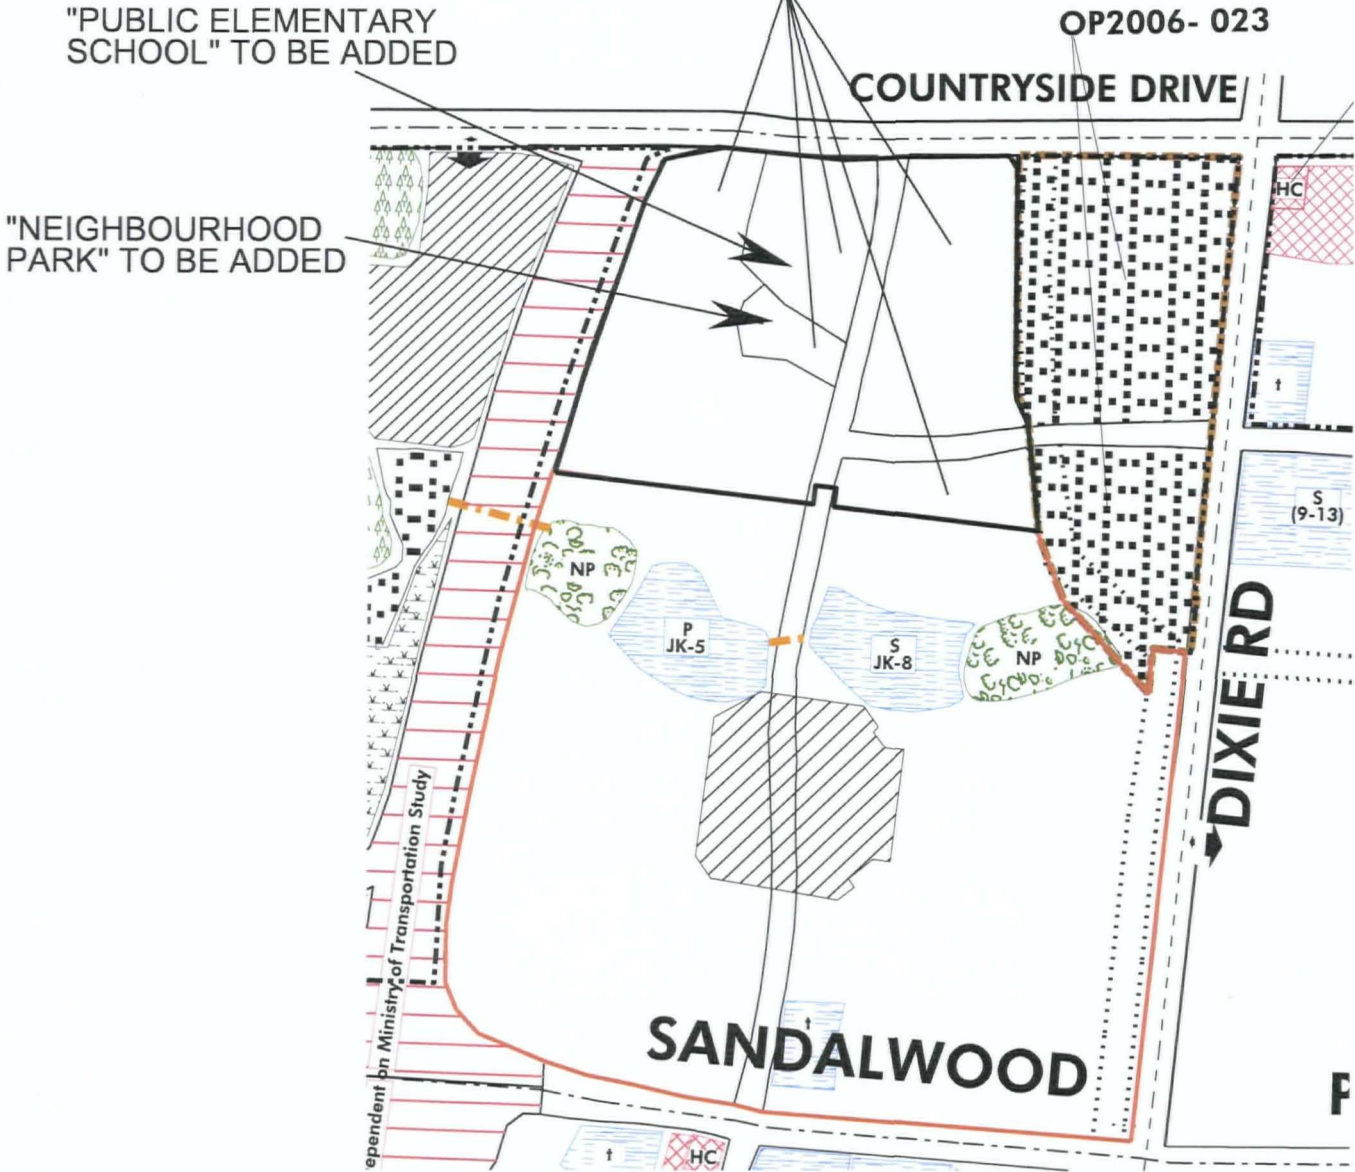 "PUBLIC ELEMENTARY
SCHOOL" TO BE ADDED
OP2006- 023
COUNTRYSIDE DRIVE
"NEIGHBOURHOOD
PARK" TO BE ADDED
HC
t
S
(9-13)
NP
P
JK-5
S
JK-8
NP
DIXIE RD
ependent on Ministry of Transportation Study
t
SANDALWOOD
P
t
HC